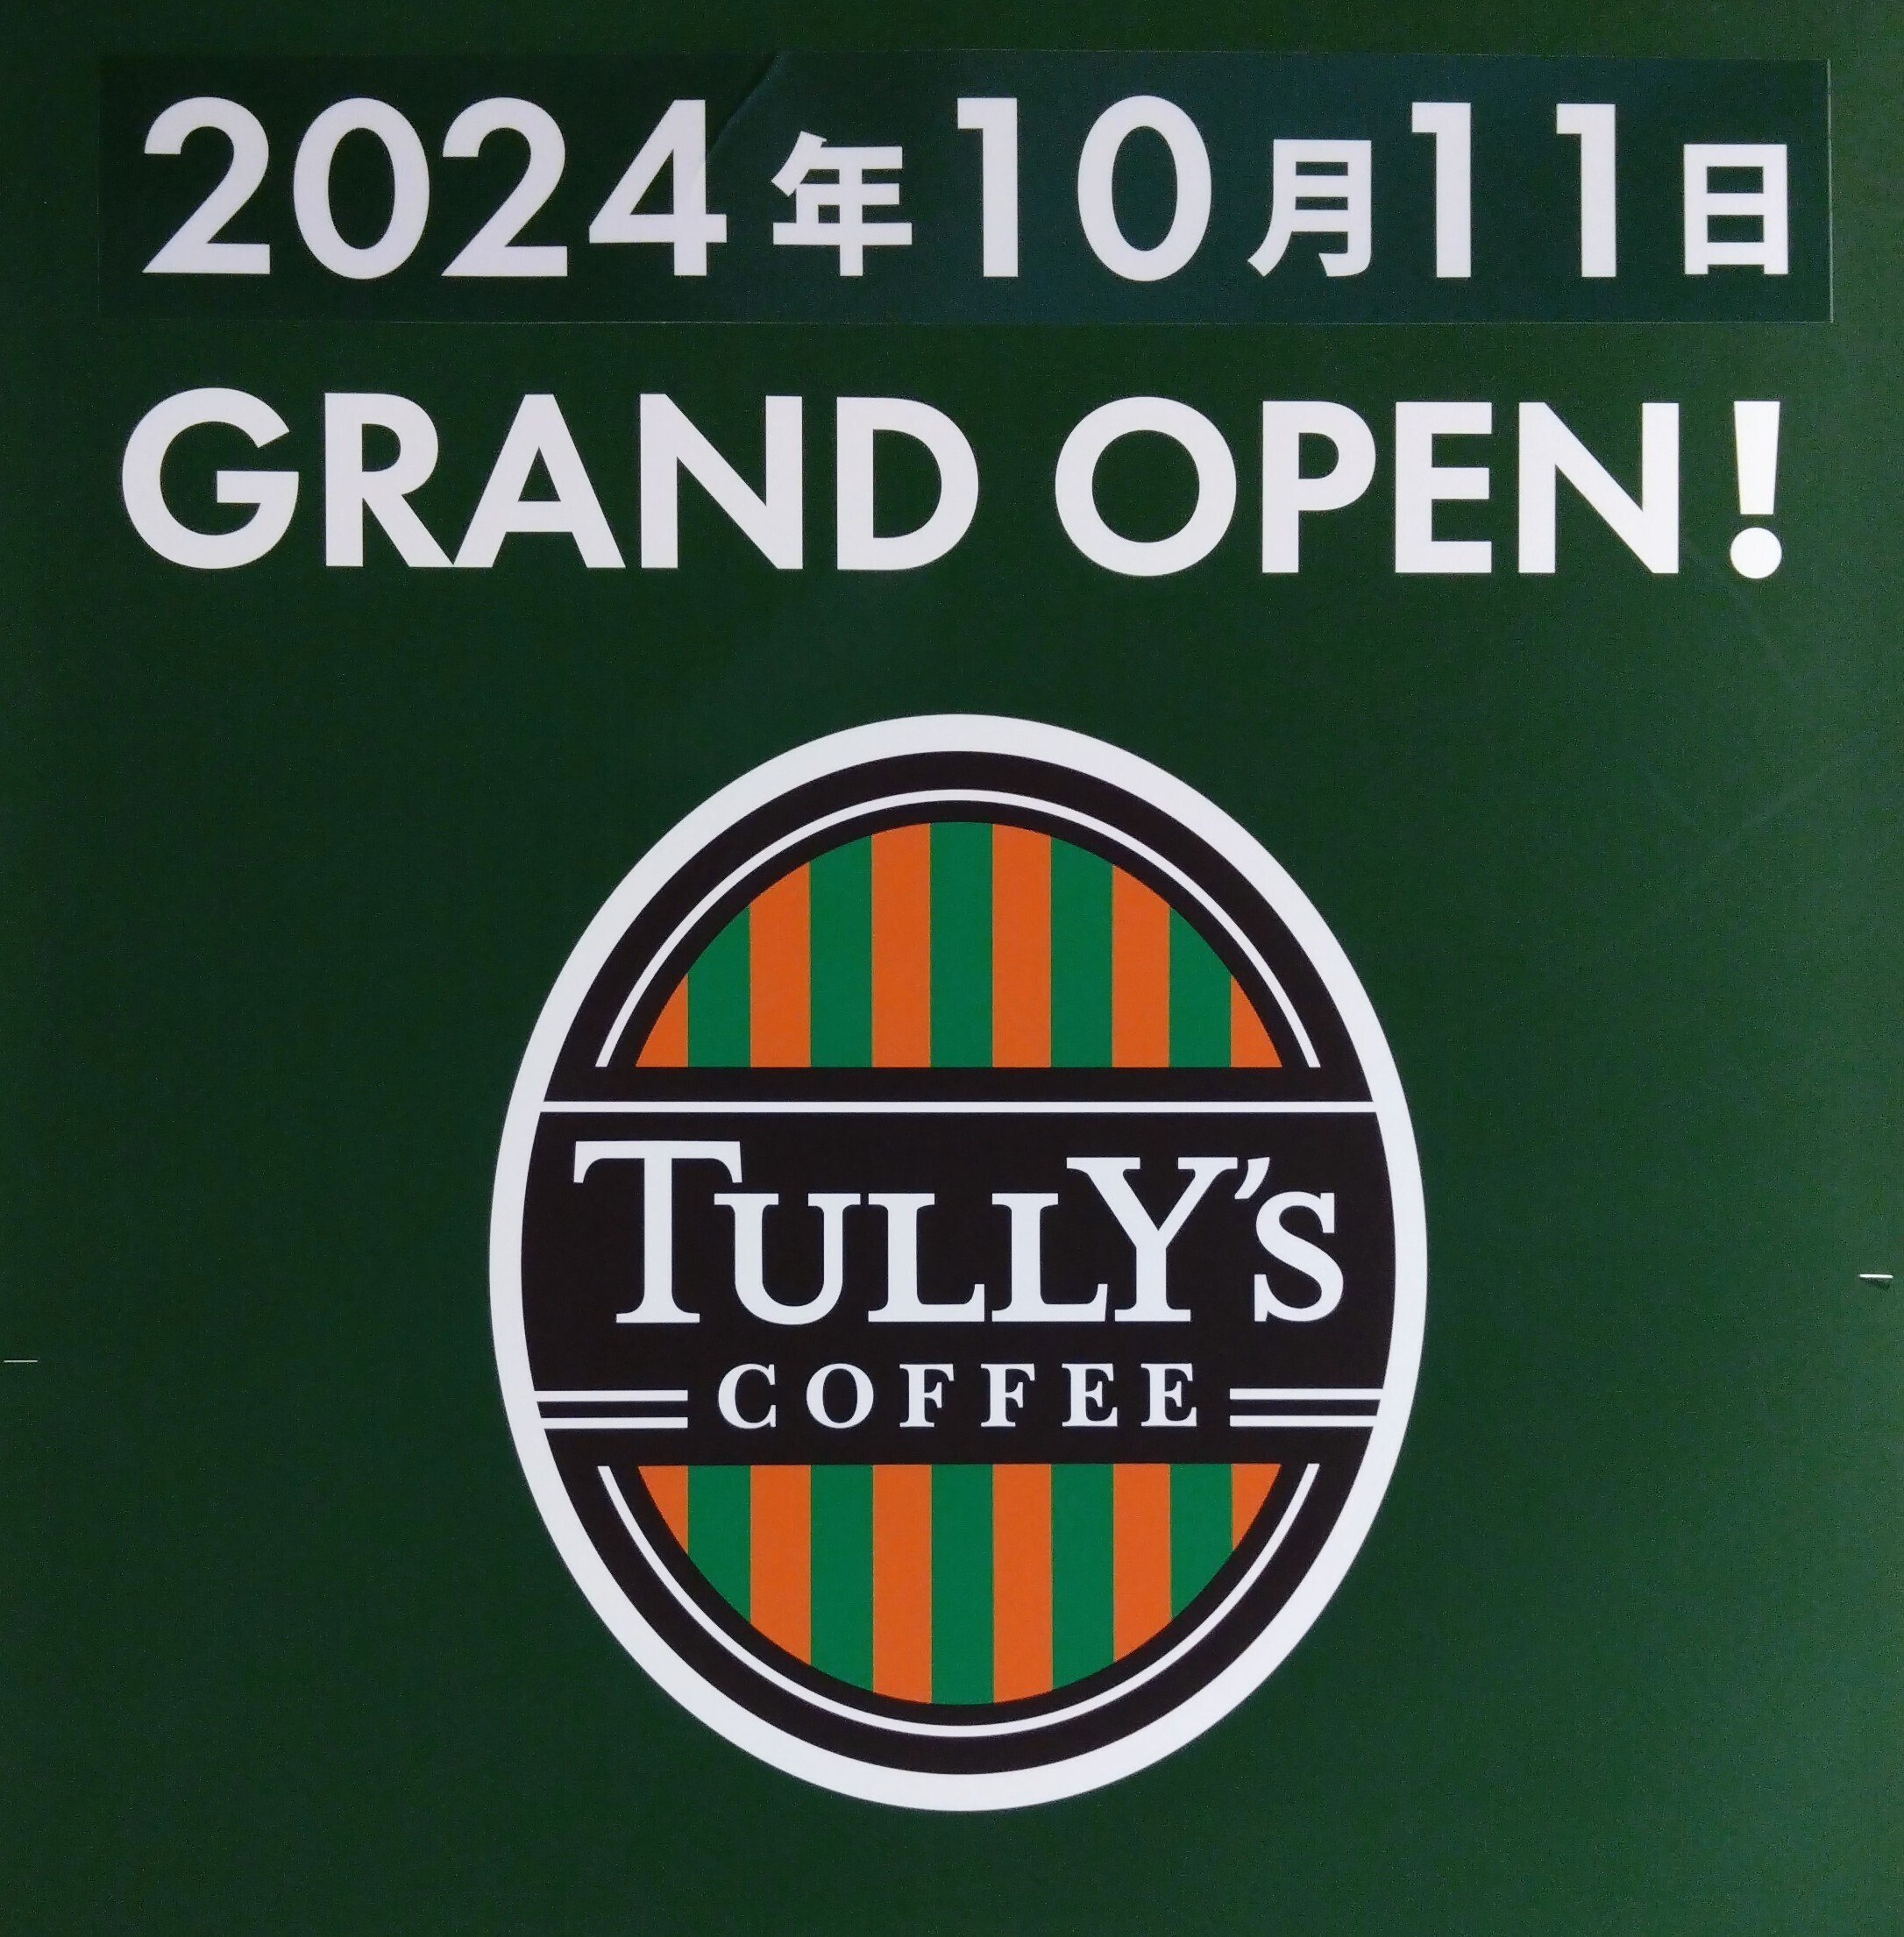 2024年10月11日
GRAND OPEN!
TULLY'S
COFFEE